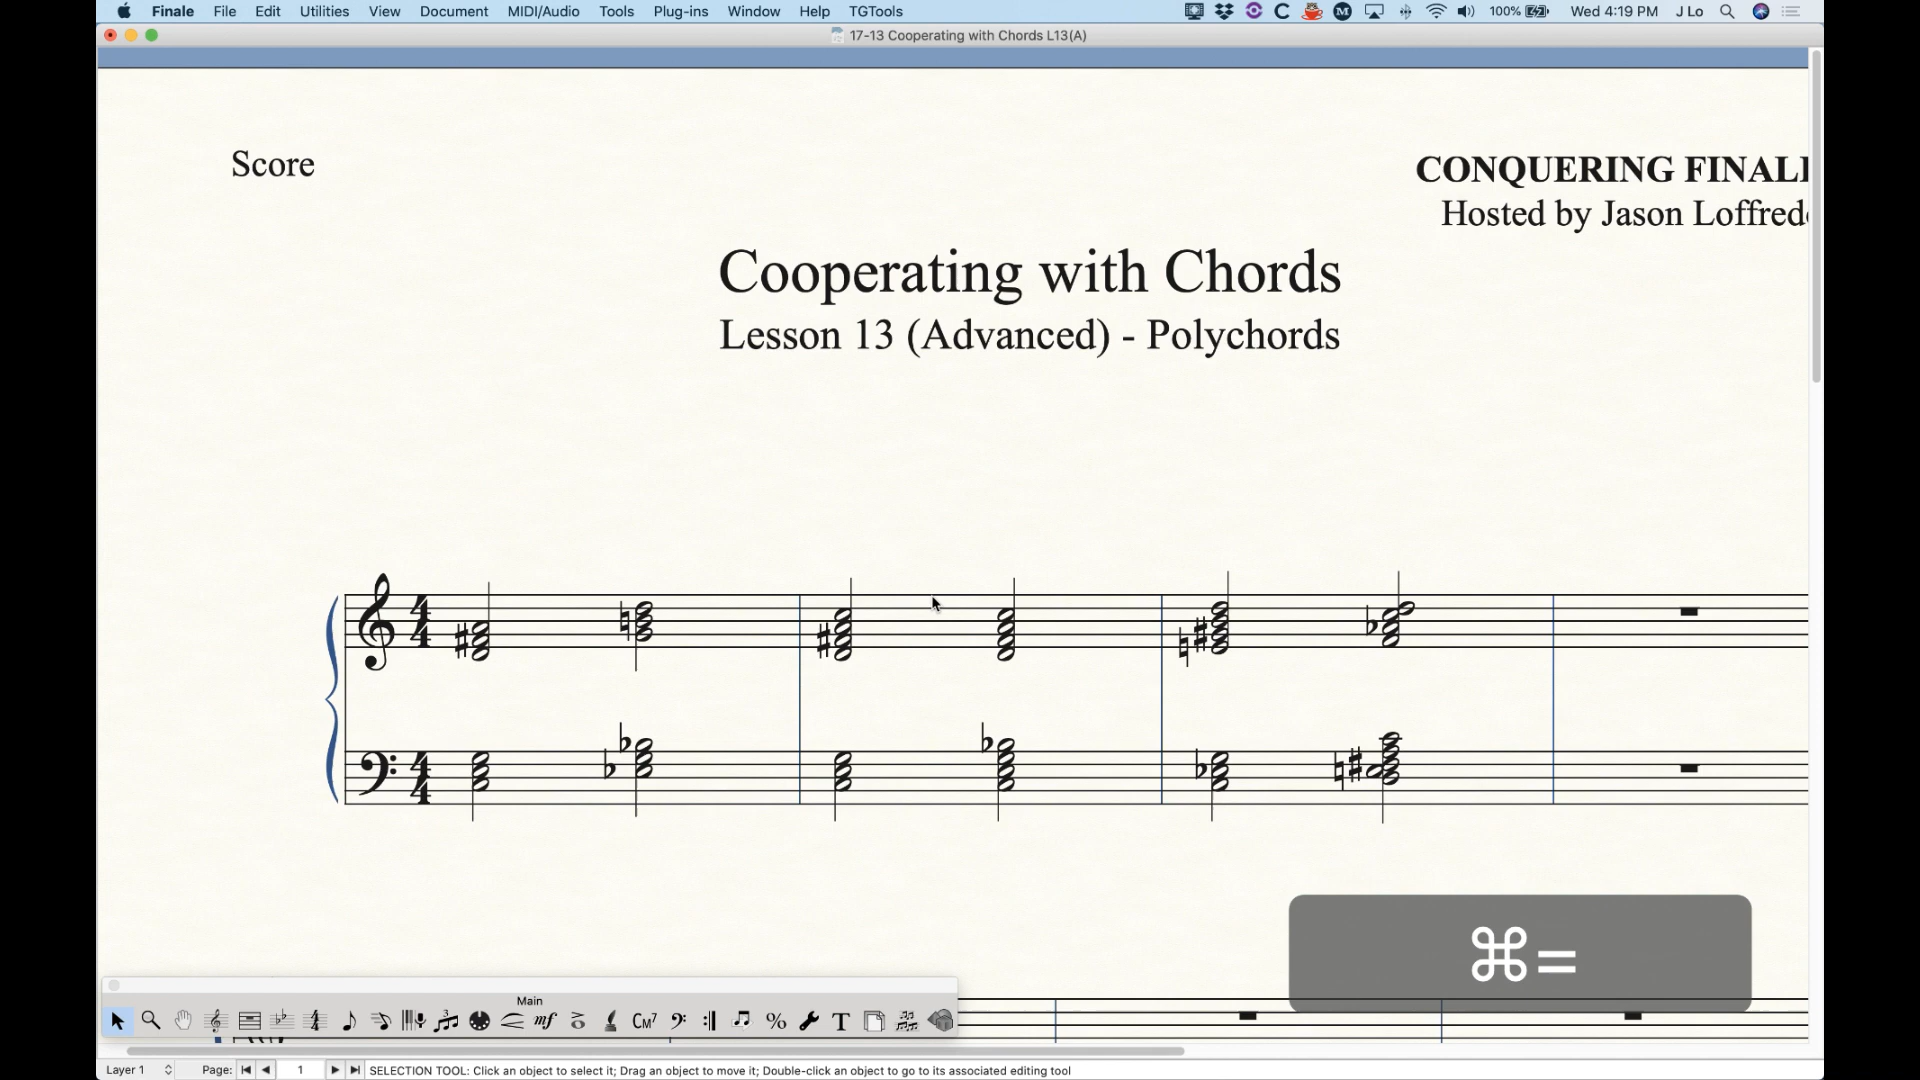 Finale File Edit Utilities View Document MIDI/Audio Tools Plug-ins Window Help TGTools 100% Wed 4:19 PM J Lo
17-13 Cooperating with Chords L13(A)
Score
CONQUERING FINAL
Hosted by Jason Loffred
Cooperating with Chords
Lesson 13 (Advanced) - Polychords
⌘=
Main
mf CM7 % T
Layer 1 Page: 1 SELECTION TOOL: Click an object to select it; Drag an object to move it; Double-click an object to go to its associated editing tool